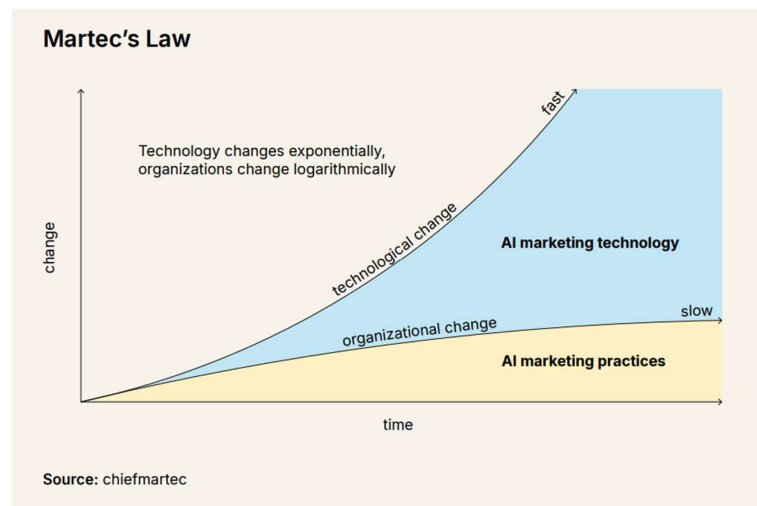 Martec’s Law
fast
Technology changes exponentially,
organizations change logarithmically
technological change
change
AI marketing technology
slow
organizational change
AI marketing practices
time
Source: chiefmartec